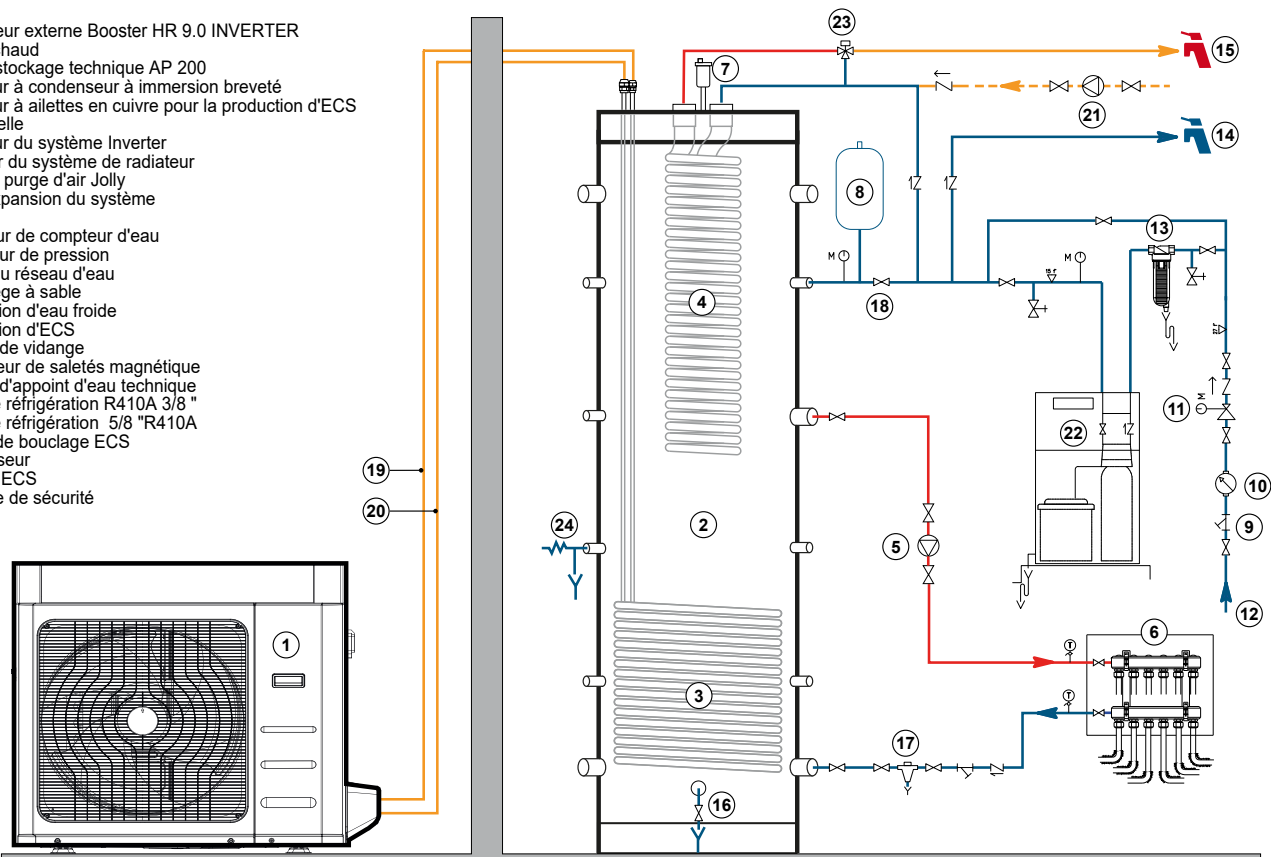 eur externe Booster HR 9.0 INVERTER
haud
stockage technique AP 200
ur à condenseur à immersion breveté
ur à ailettes en cuivre pour la production d'ECS
elle
ur du système Inverter
r du système de radiateur
purge d'air Jolly
xpansion du système
ur de compteur d'eau
ur de pression
u réseau d'eau
ège à sable
ion d'eau froide
ion d'ECS
de vidange
eur de saletés magnétique
d'appoint d'eau technique
e réfrigération R410A 3/8 "
e réfrigération 5/8 "R410A
de bouclage ECS
seur
ECS
e de sécurité
23
15
7
21
14
8
13
M
M
15 r
4
18
22 r
M
11
22
19
10
20
2
24
5
9
12
1
6
T
3
T
17
16